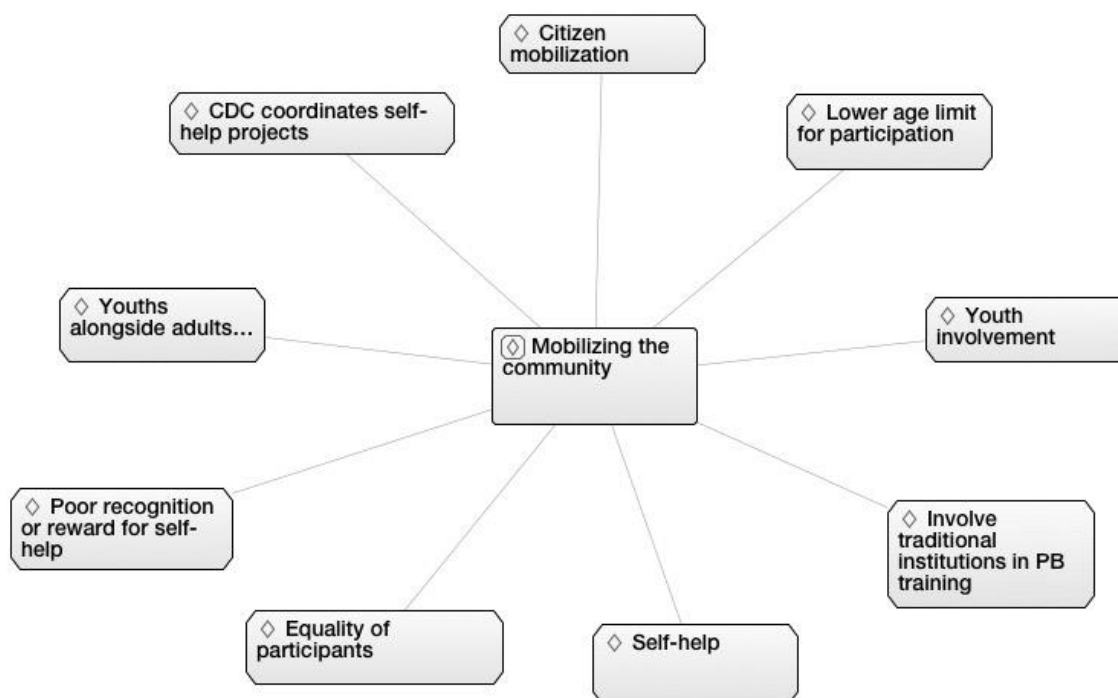 Citizen
mobilization
CDC coordinates self-
help projects
Lower age limit
for participation
Youths
alongside adults…
Youth
involvement
Mobilizing the
community
Poor recognition
or reward for self-
help
Involve
traditional
institutions in PB
training
Equality of
participants
Self-help